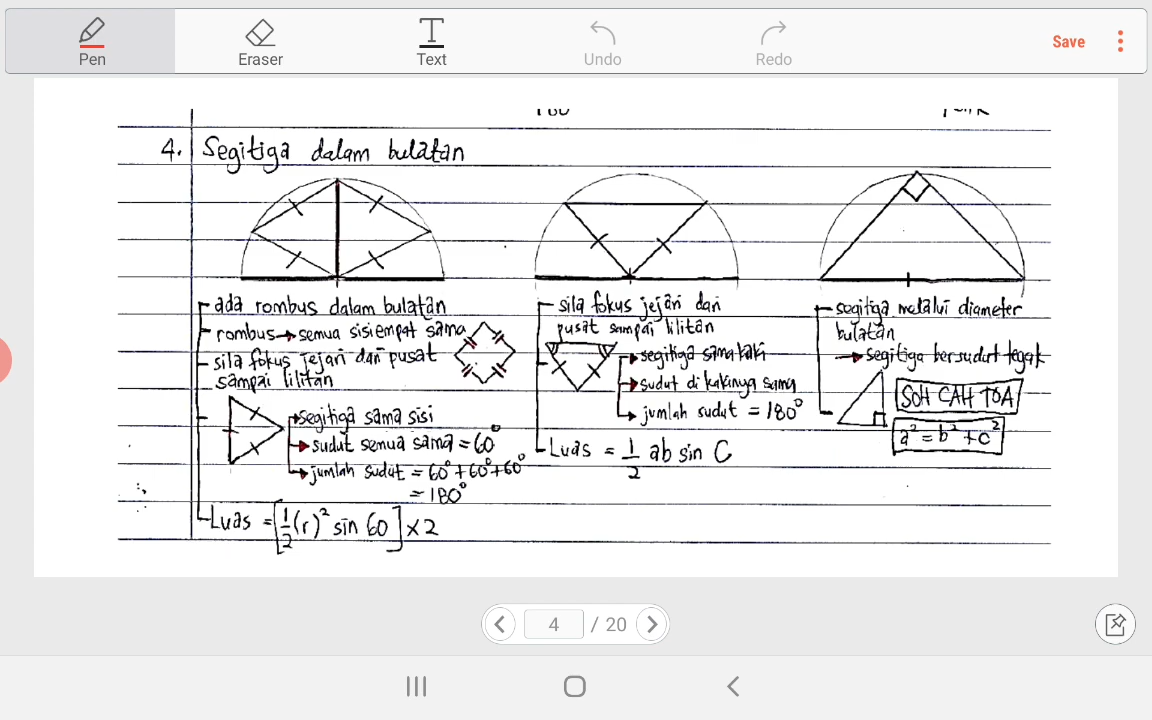 Pen
Eraser
Text
Undo
Redo
Save
4. Segitiga dalam bulatan
ada rombus dalam bulatan
rombus → semua sisi empat sama
sila fokus jejari dari pusat
sampai lilitan
segitiga sama sisi
sudut semua sama = 60°
jumlah sudut = 60° + 60° + 60°
= 180°
Luas = [1/2 (r)² sin 60] × 2
sila fokus jejari dari
pusat sampai lilitan
segitiga sama kaki
sudut di kakinya sama
jumlah sudut = 180°
Luas = 1/2 ab sin C
segitiga melalui diameter
bulatan
→ segitiga bersudut tegak
SOH CAH TOA
a² = b² + c²
4 / 20